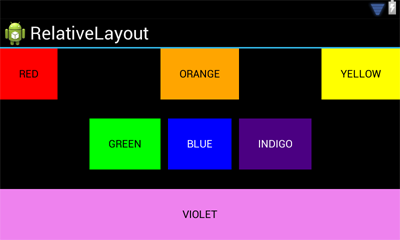 RelativeLayout
RED ORANGE YELLOW
GREEN BLUE INDIGO
VIOLET